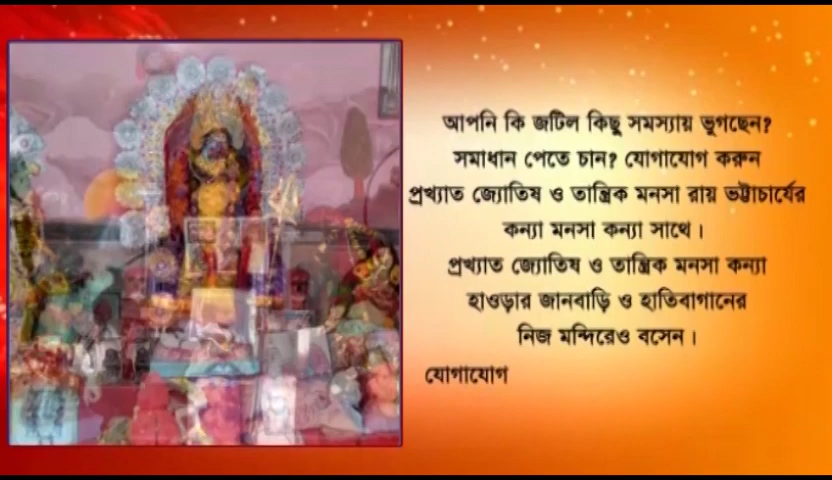 আপনি কি জটিল কিছু সমস্যায় ভুগছেন?
সমাধান পেতে চান? যোগাযোগ করুন
প্রখ্যাত জ্যোতিষ ও তান্ত্রিক মনসা রায় ভট্টাচার্যের
কন্যা মনসা কন্যা সাথে।
প্রখ্যাত জ্যোতিষ ও তান্ত্রিক মনসা কন্যা
হাওড়ার জানবাড়ি ও হাতিবাগানের
নিজ মন্দিরেও বসেন।
যোগাযোগ